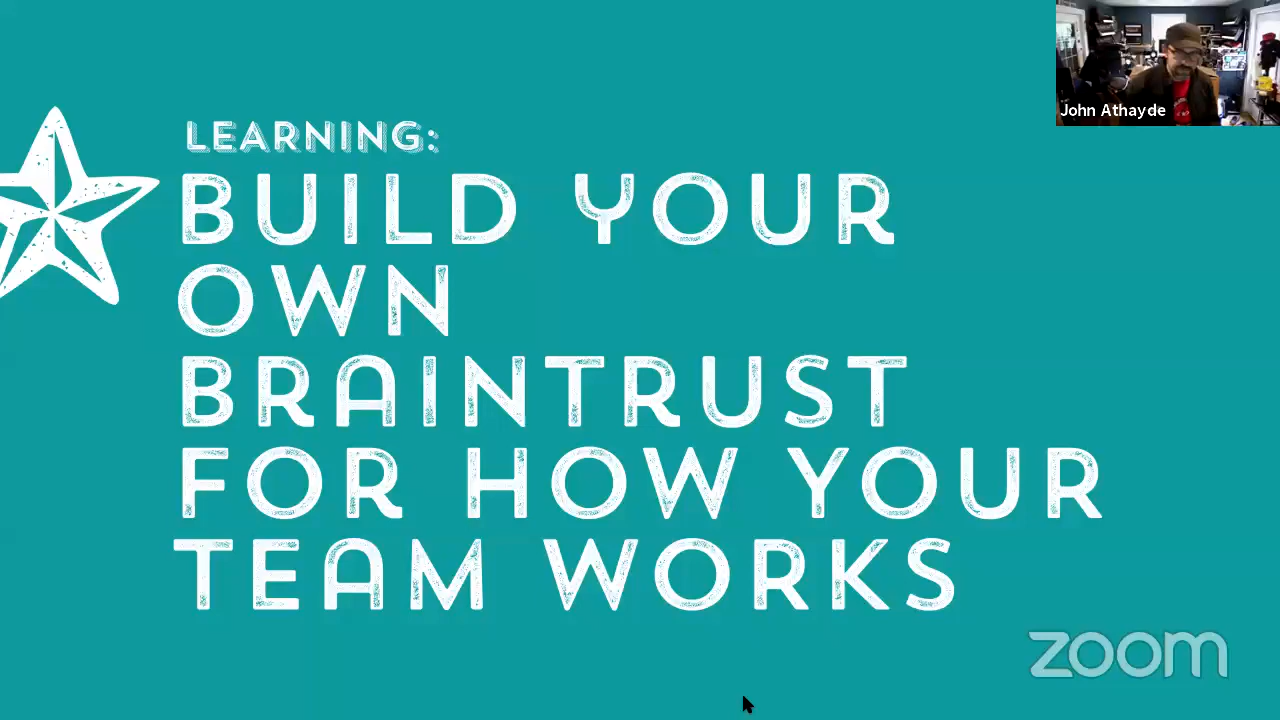 John Athayde
LEARNING:
BUILD YOUR
OWN
BRAINTRUST
FOR HOW YOUR
TEAM WORKS
zoom